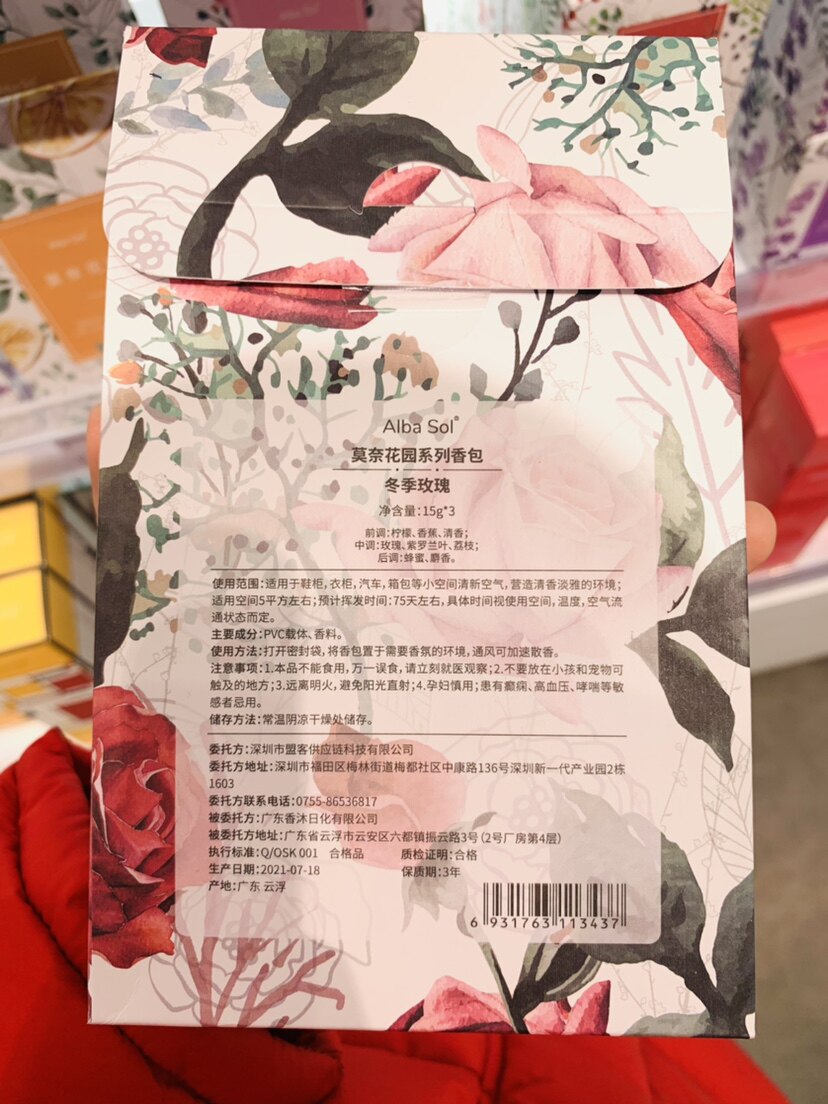 Alba Sol®
莫奈花园系列香包
冬季玫瑰
净含量：15g*3
前调：柠檬、香蕉、清香；
中调：玫瑰、紫罗兰叶、荔枝；
后调：蜂蜜、麝香。
使用范围：适用于鞋柜，衣柜，汽车，箱包等小空间清新空气，营造清香淡雅的环境；
适用空间5平方左右；预计挥发时间：75天左右，具体时间视使用空间，温度，空气流
通状态而定。
主要成分：PVC载体、香料。
使用方法：打开密封袋，将香包置于需要香氛的环境，通风可加速散香。
注意事项：1.本品不能食用，万一误食，请立刻就医观察；2.不要放在小孩和宠物可
触及的地方；3.远离明火，避免阳光直射；4.孕妇慎用；患有癫痫、高血压、哮喘等敏
感者忌用。
储存方法：常温阴凉干燥处储存。
委托方：深圳市盟客供应链科技有限公司
委托方地址：深圳市福田区梅林街道梅都社区中康路136号深圳新一代产业园2栋
1603
委托方联系电话：0755-86536817
被委托方：广东香沐日化有限公司
被委托方地址：广东省云浮市云安区六都镇振云路3号（2号厂房第4层）
执行标准：Q/OSK 001 合格品 质检证明：合格
生产日期：2021-07-18 保质期：3年
产地：广东 云浮
6 931763 113437